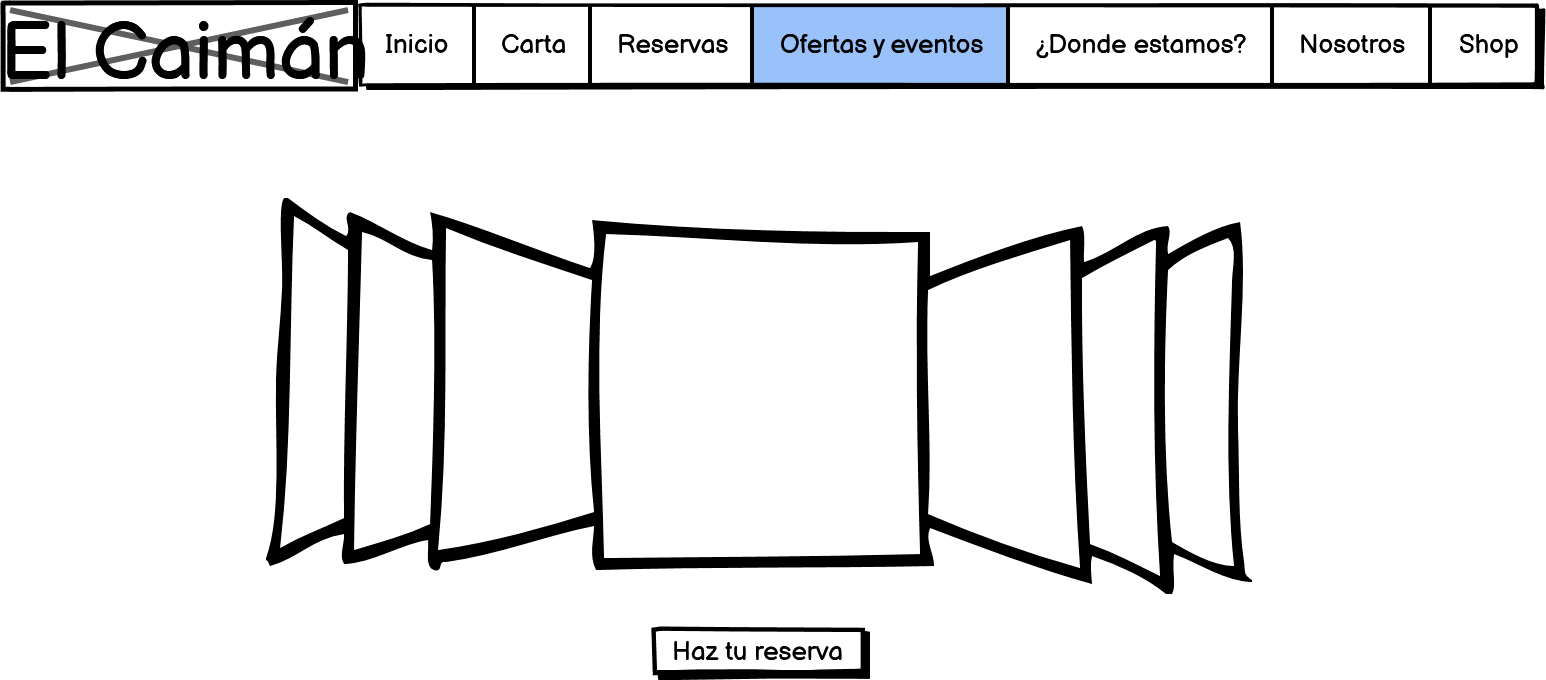 El Caimán
Inicio
Carta
Reservas
Ofertas y eventos
¿Donde estamos?
Nosotros
Shop
Haz tu reserva